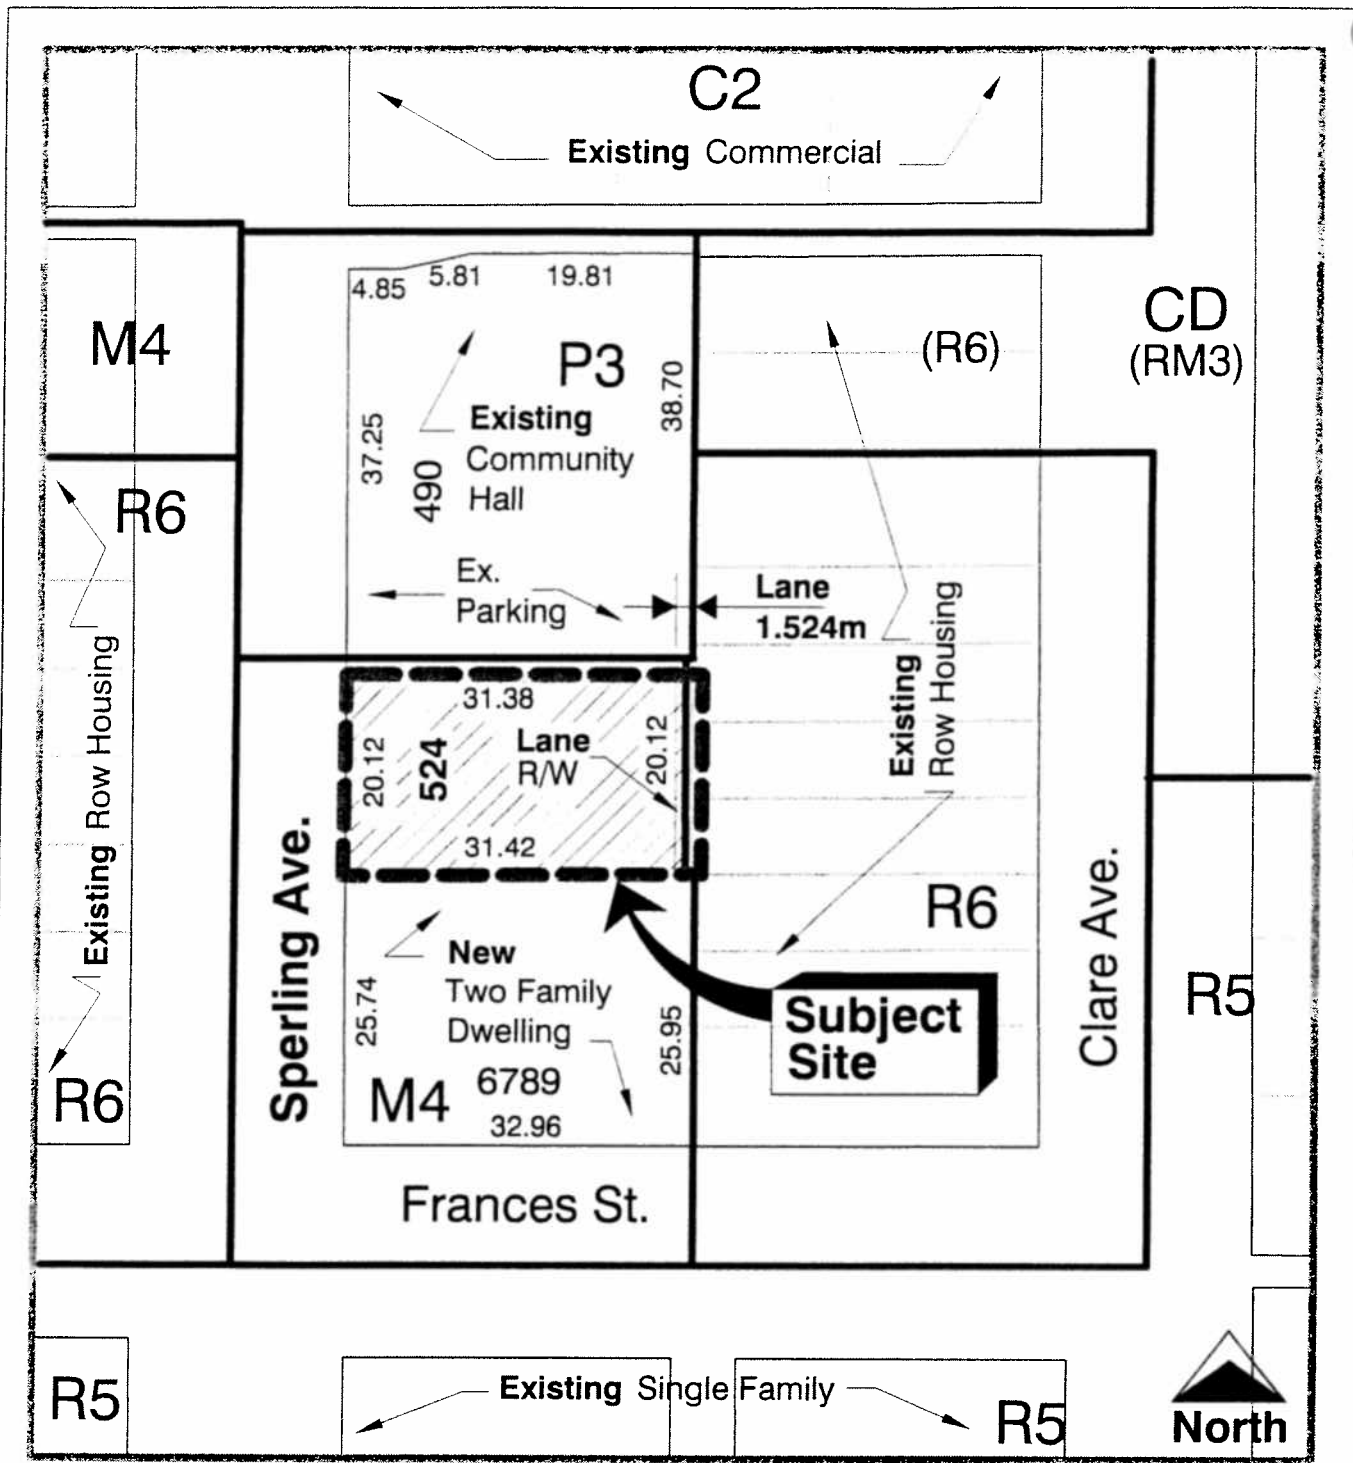 C2
Existing Commercial
4.85 5.81 19.81
M4
P3
(R6)
CD
(RM3)
38.70
37.25
490
Existing
Community
Hall
R6
Ex.
Parking
Lane
1.524m
Existing
Row Housing
Existing Row Housing
31.38
20.12
524
Lane
R/W
20.12
31.42
Sperling Ave.
R6
Clare Ave.
New
Two Family
Dwelling
25.74
25.95
Subject
Site
R5
R6
M4
6789
32.96
Frances St.
R5
Existing Single Family
R5
North